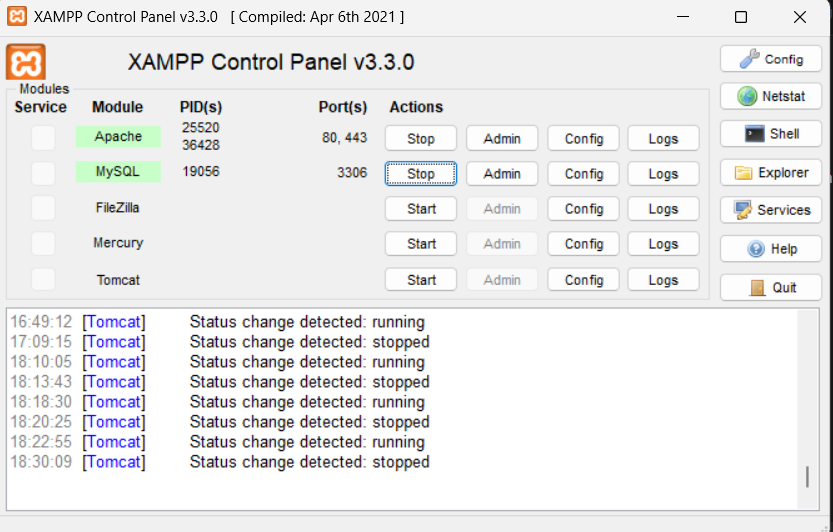 XAMPP Control Panel v3.3.0 [ Compiled: Apr 6th 2021 ]
XAMPP Control Panel v3.3.0
Config
Modules
Service Module PID(s) Port(s) Actions
Netstat
Apache 25520 36428 80, 443 Stop Admin Config Logs
Shell
MySQL 19056 3306 Stop Admin Config Logs
Explorer
FileZilla Start Admin Config Logs
Services
Mercury Start Admin Config Logs
Help
Tomcat Start Admin Config Logs
Quit
16:49:12 [Tomcat] Status change detected: running
17:09:15 [Tomcat] Status change detected: stopped
18:10:05 [Tomcat] Status change detected: running
18:13:43 [Tomcat] Status change detected: stopped
18:18:30 [Tomcat] Status change detected: running
18:20:25 [Tomcat] Status change detected: stopped
18:22:55 [Tomcat] Status change detected: running
18:30:09 [Tomcat] Status change detected: stopped